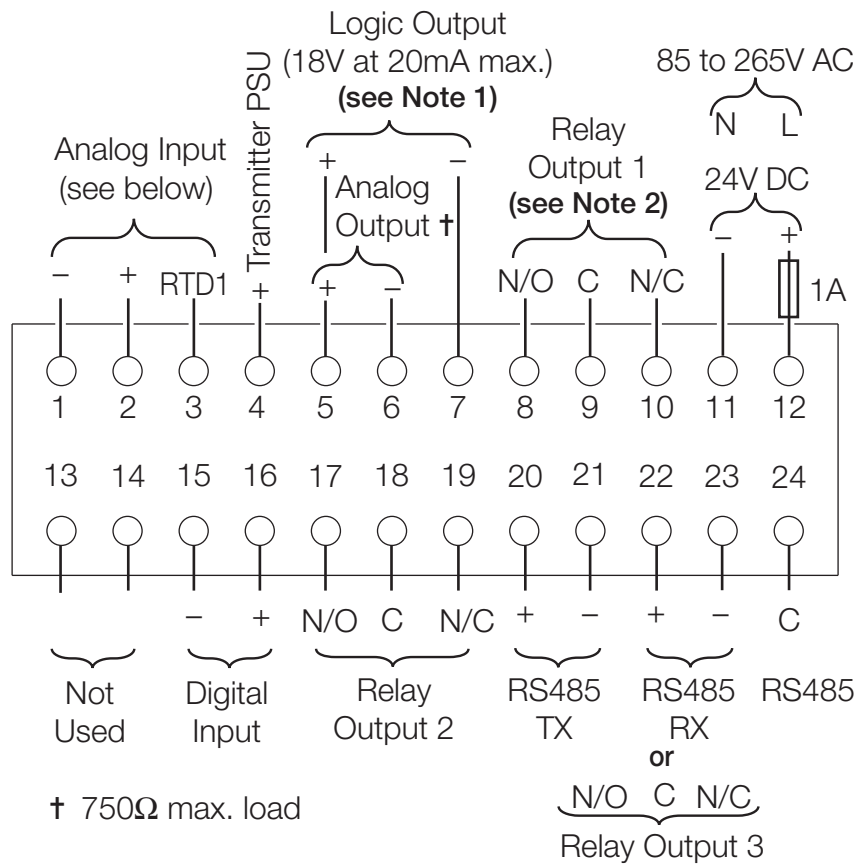 Logic Output
(18V at 20mA max.)
(see Note 1)
85 to 265V AC
N L
24V DC
− +
1A
Relay
Output 1
(see Note 2)
N/O C N/C
Analog Input
(see below)
− + RTD1
+ Transmitter PSU
+ −
Analog
Output †
+ −
1 2 3 4 5 6 7 8 9 10 11 12
13 14 15 16 17 18 19 20 21 22 23 24
− + N/O C N/C + − + − C
Not
Used
Digital
Input
Relay
Output 2
RS485
TX
RS485
RX
RS485
or
N/O C N/C
Relay Output 3
† 750Ω max. load